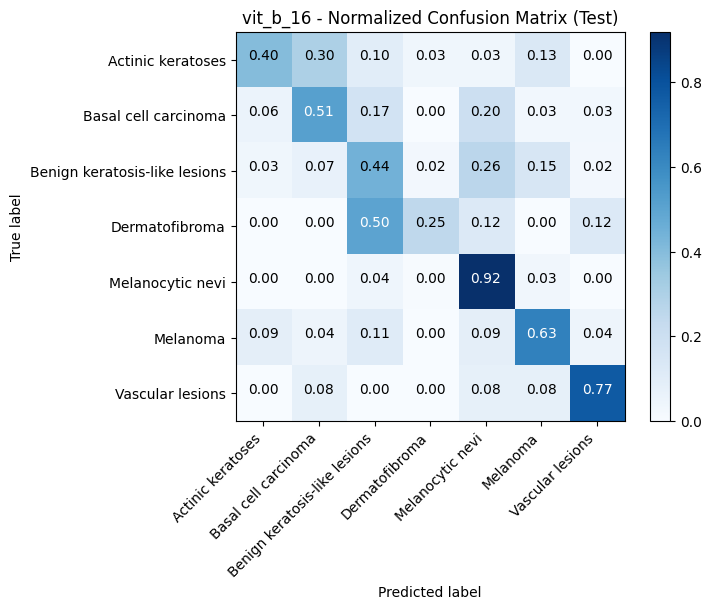 vit_b_16 - Normalized Confusion Matrix (Test)
True label
Actinic keratoses 0.40 0.30 0.10 0.03 0.03 0.13 0.00
Basal cell carcinoma 0.06 0.51 0.17 0.00 0.20 0.03 0.03
Benign keratosis-like lesions 0.03 0.07 0.44 0.02 0.26 0.15 0.02
Dermatofibroma 0.00 0.00 0.50 0.25 0.12 0.00 0.12
Melanocytic nevi 0.00 0.00 0.04 0.00 0.92 0.03 0.00
Melanoma 0.09 0.04 0.11 0.00 0.09 0.63 0.04
Vascular lesions 0.00 0.08 0.00 0.00 0.08 0.08 0.77
Actinic keratoses
Basal cell carcinoma
Benign keratosis-like lesions
Dermatofibroma
Melanocytic nevi
Melanoma
Vascular lesions
Predicted label
0.8
0.6
0.4
0.2
0.0